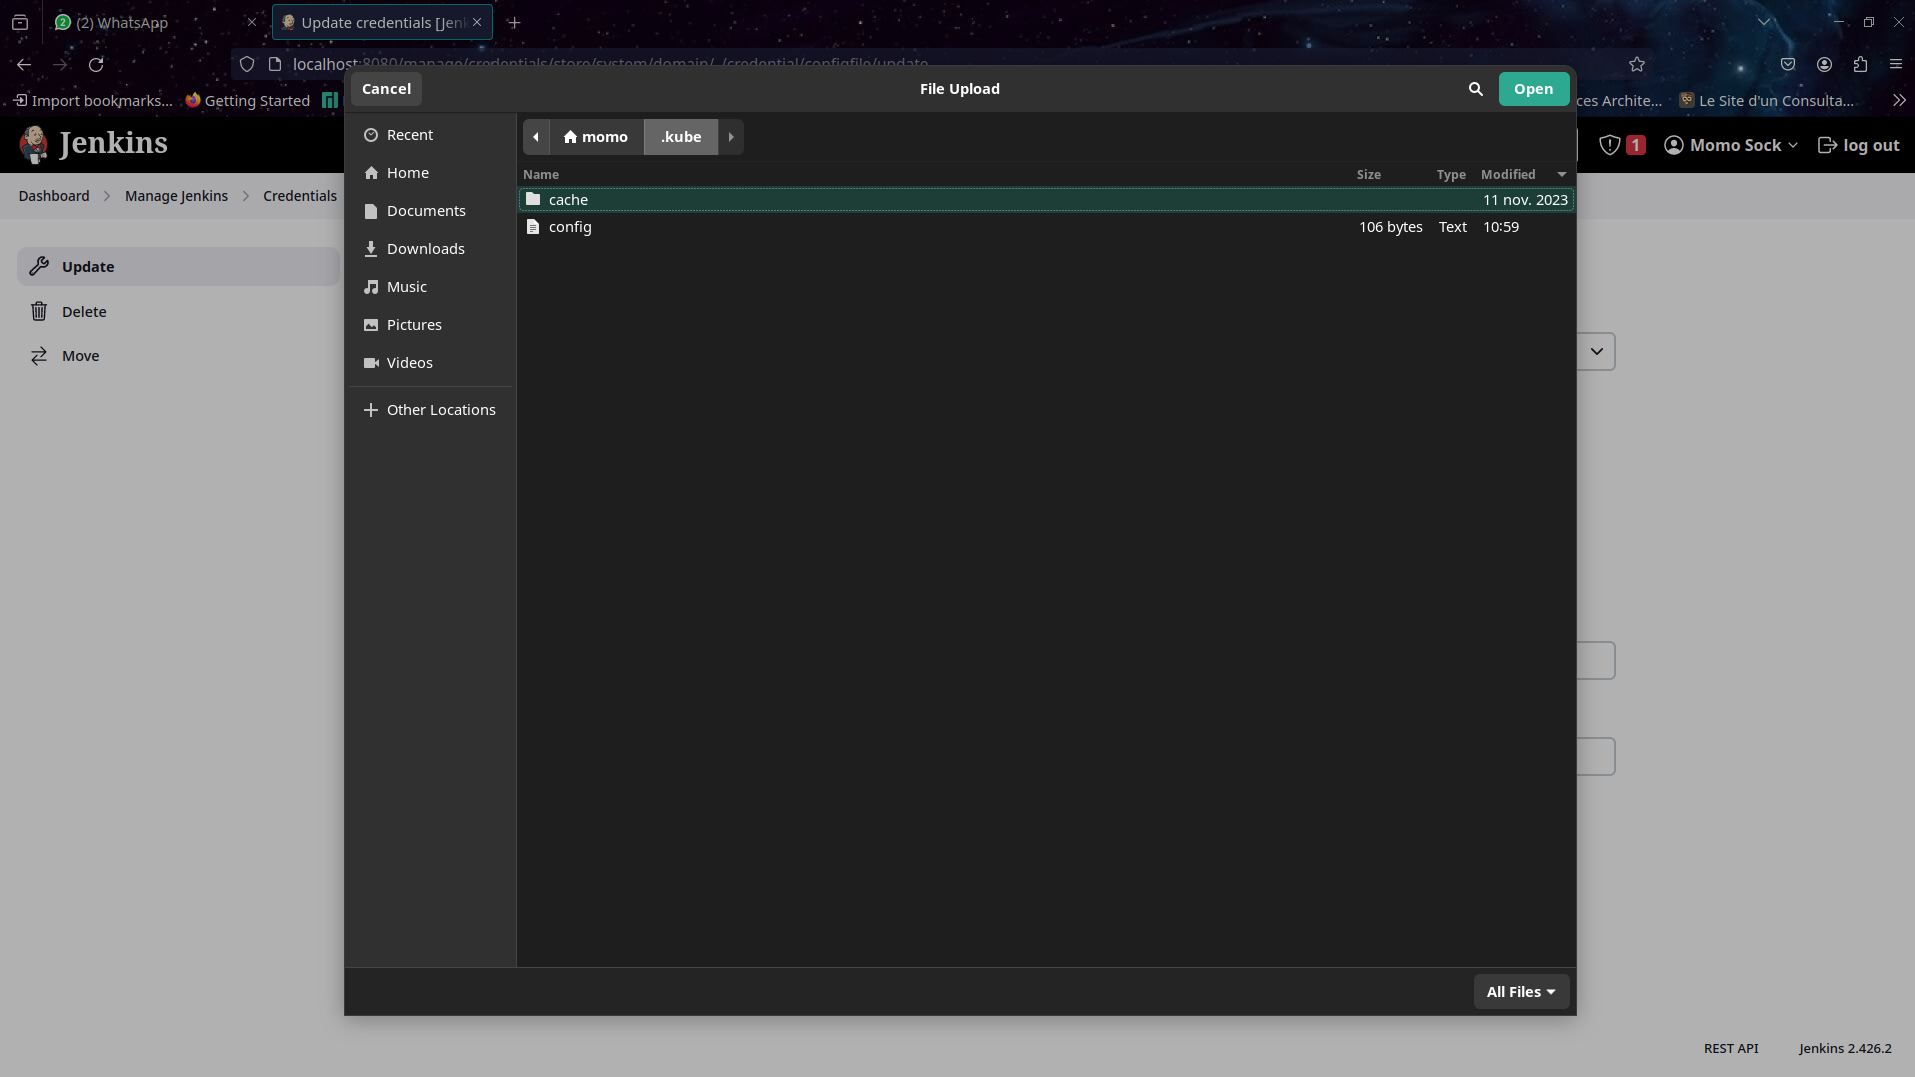 (2) WhatsApp
Update credentials [Jen
localhost:8080/manage/credentials/store/system/domain/_/credential/configfile/update
Import bookmarks...
Getting Started
ces Archite...
Le Site d'un Consulta...
Cancel
File Upload
Open
Jenkins
1
Momo Sock
log out
Dashboard
Manage Jenkins
Credentials
Update
Delete
Move
Recent
Home
Documents
Downloads
Music
Pictures
Videos
Other Locations
momo
.kube
Name Size Type Modified
cache 11 nov. 2023
config 106 bytes Text 10:59
All Files
REST API
Jenkins 2.426.2